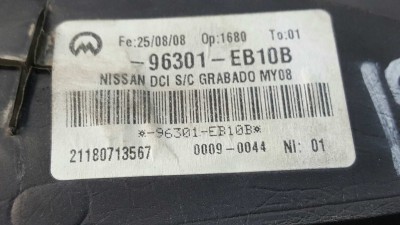 Fe:25/08/08 Op:1680 To:01
-96301-EB10B
NISSAN DCI S/C GRABADO MY08
*-96301-EB10B*
21180713567 0009-0044 NI: 01